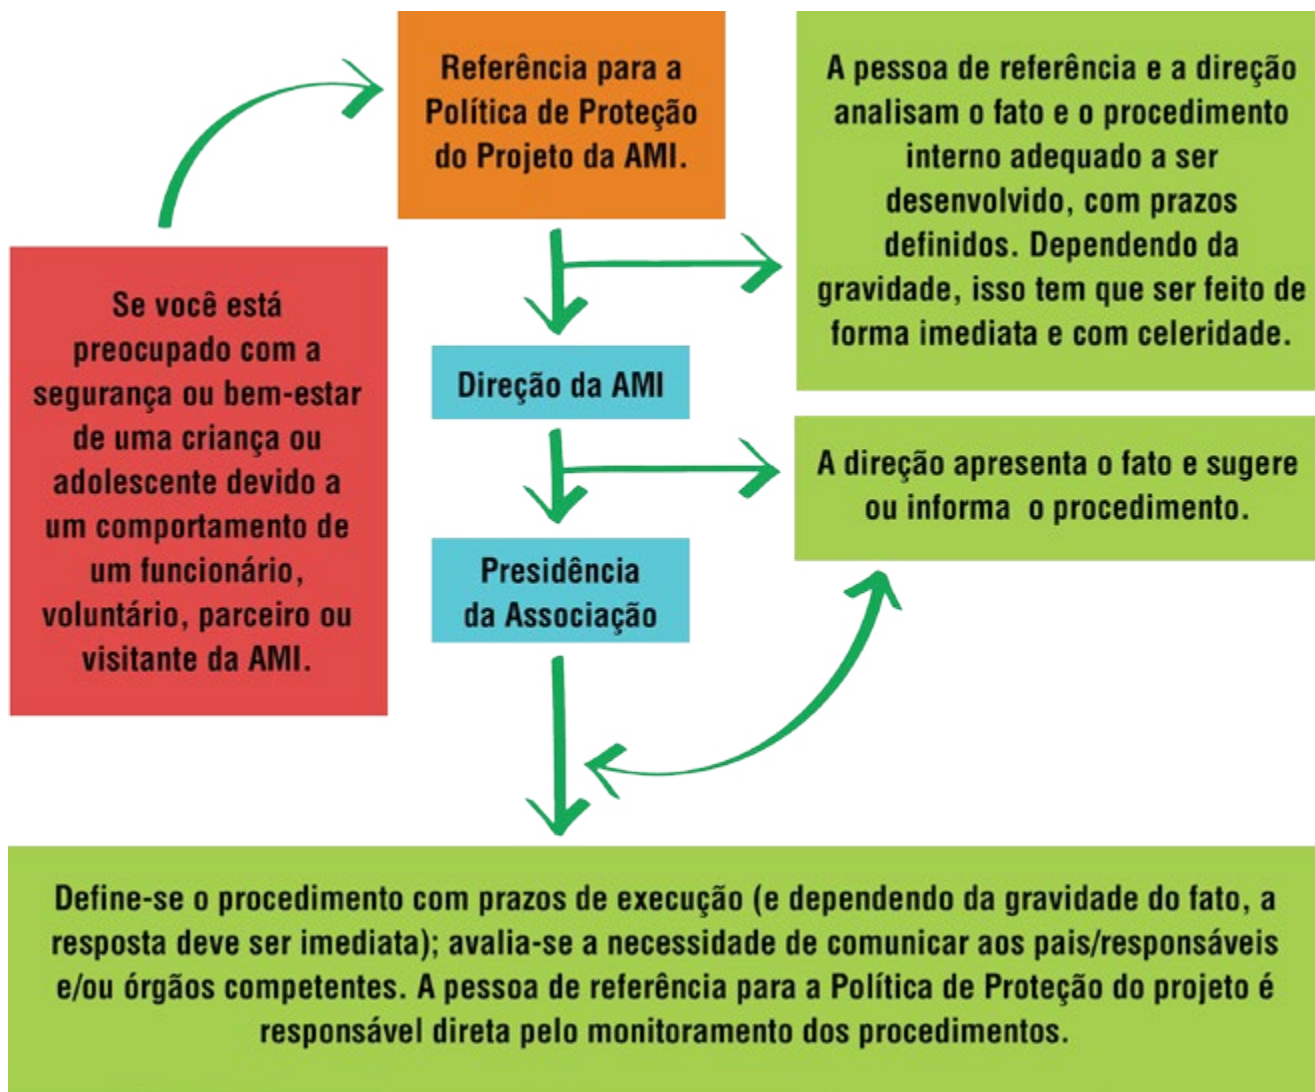 Referência para a
Política de Proteção
do Projeto da AMI.
A pessoa de referência e a direção
analisam o fato e o procedimento
interno adequado a ser
desenvolvido, com prazos
definidos. Dependendo da
gravidade, isso tem que ser feito de
forma imediata e com celeridade.
Se você está
preocupado com a
segurança ou bem-estar
de uma criança ou
adolescente devido a
um comportamento de
um funcionário,
voluntário, parceiro ou
visitante da AMI.
Direção da AMI
A direção apresenta o fato e sugere
ou informa o procedimento.
Presidência
da Associação
Define-se o procedimento com prazos de execução (e dependendo da gravidade do fato, a
resposta deve ser imediata); avalia-se a necessidade de comunicar aos pais/responsáveis
e/ou órgãos competentes. A pessoa de referência para a Política de Proteção do projeto é
responsável direta pelo monitoramento dos procedimentos.